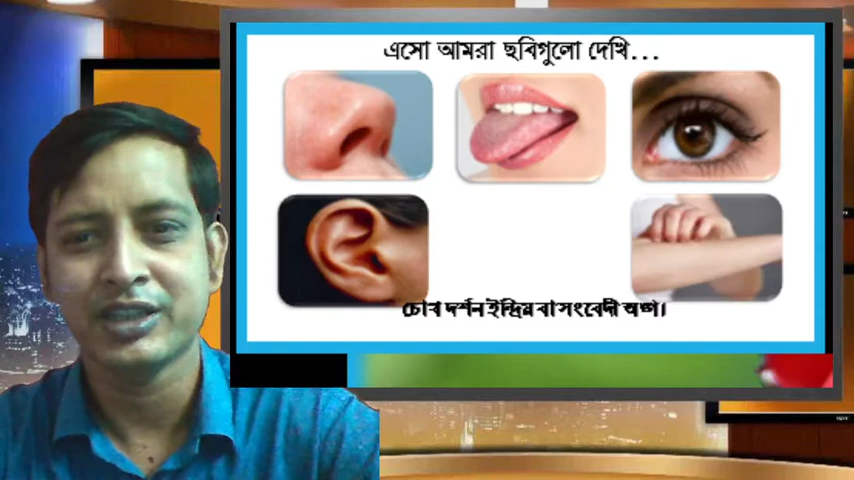 এসো আমরা ছবিগুলো দেখি...
চোখ দর্শন ইন্দ্রিয় বা সংবেদী অঙ্গ।